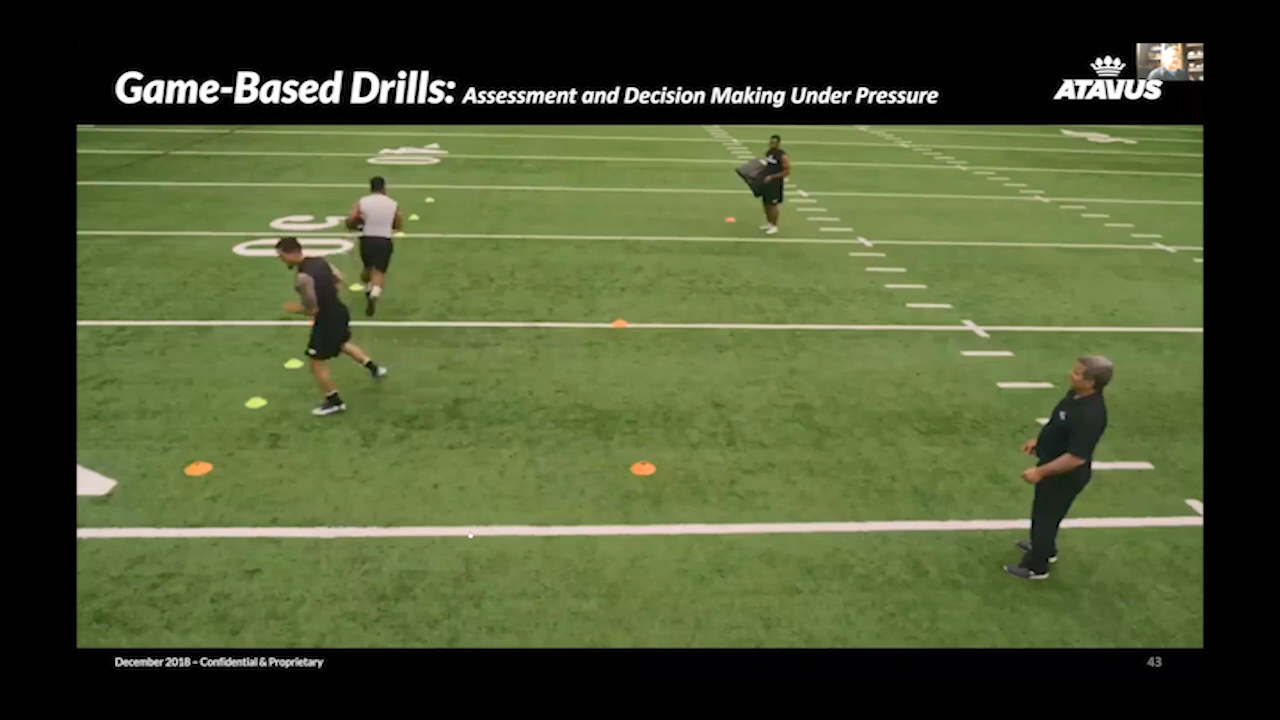 Game-Based Drills: Assessment and Decision Making Under Pressure
ATAVUS
December 2018 – Confidential & Proprietary
43